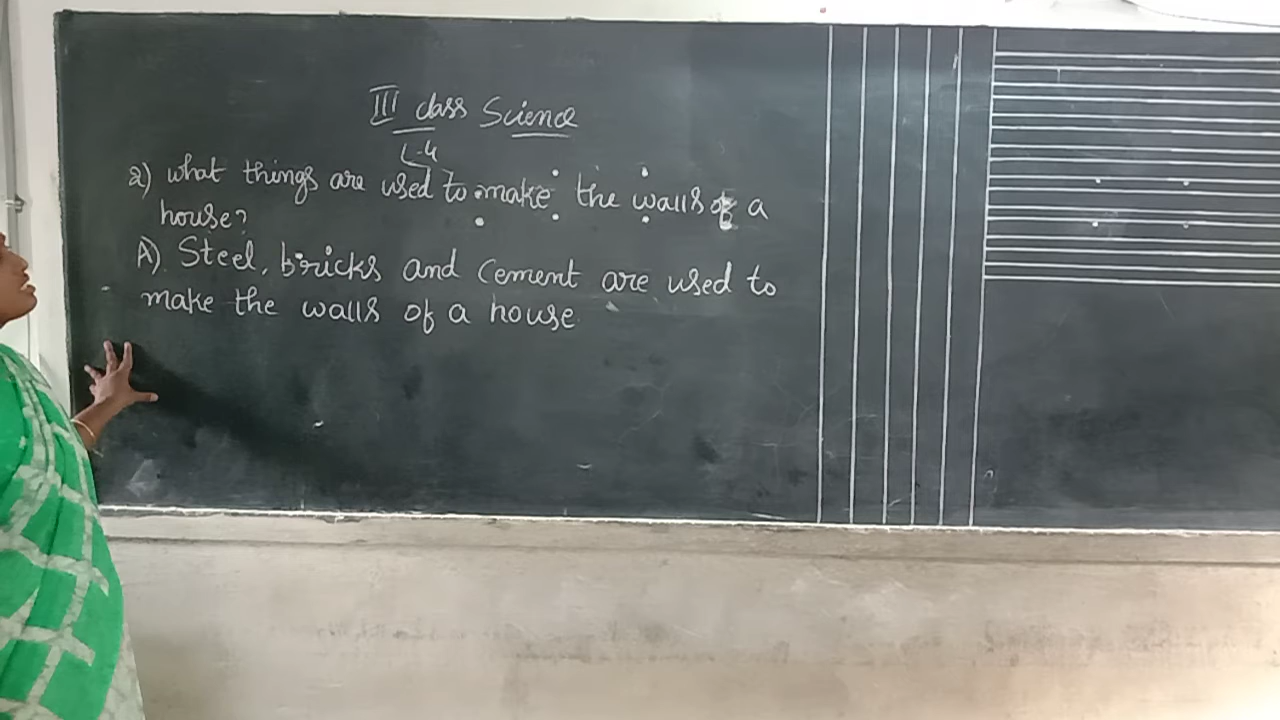 III class Science
L-4
2) what things are used to make the walls of a
house?
A). Steel, bricks and cement are used to
make the walls of a house.